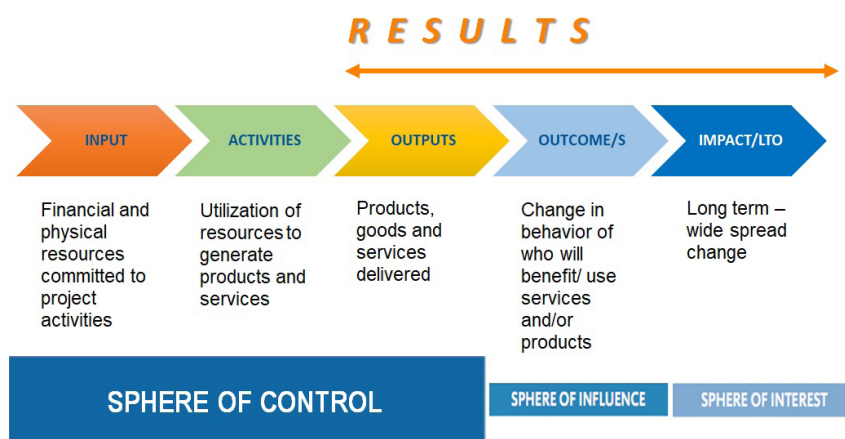 RESULTS
INPUT
ACTIVITIES
OUTPUTS
OUTCOME/S
IMPACT/LTO
Financial and
physical
resources
committed to
project
activities
Utilization of
resources to
generate
products and
services
Products,
goods and
services
delivered
Change in
behavior of
who will
benefit/ use
services
and/or
products
Long term –
wide spread
change
SPHERE OF CONTROL
SPHERE OF INFLUENCE
SPHERE OF INTEREST